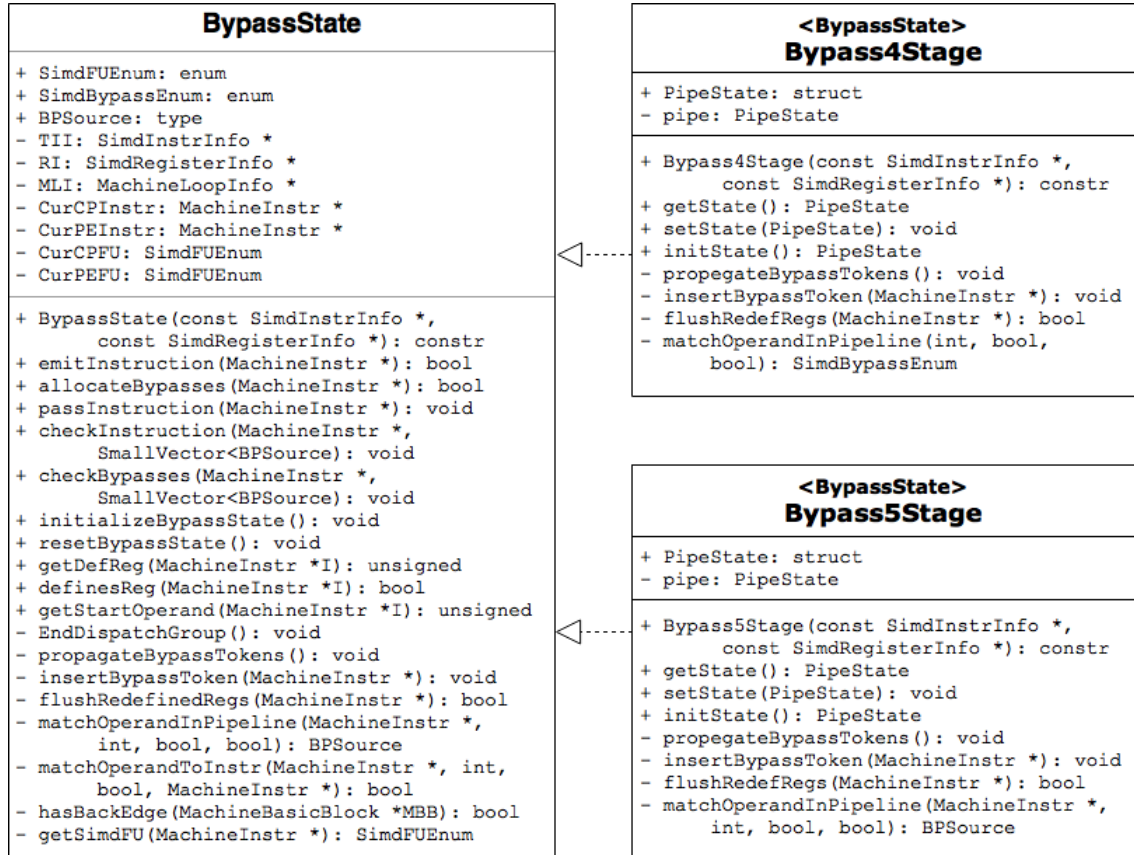 BypassState
+ SimdFUEnum: enum
+ SimdBypassEnum: enum
+ BPSource: type
- TII: SimdInstrInfo *
- RI: SimdRegisterInfo *
- MLI: MachineLoopInfo *
- CurCPInstr: MachineInstr *
- CurPEInstr: MachineInstr *
- CurCPFU: SimdFUEnum
- CurPEFU: SimdFUEnum
+ BypassState(const SimdInstrInfo *,
const SimdRegisterInfo *): constr
+ emitInstruction(MachineInstr *): bool
+ allocateBypasses(MachineInstr *): bool
+ passInstruction(MachineInstr *): void
+ checkInstruction(MachineInstr *,
SmallVector<BPSource): void
+ checkBypasses(MachineInstr *,
SmallVector<BPSource): void
+ initializeBypassState(): void
+ resetBypassState(): void
+ getDefReg(MachineInstr *I): unsigned
+ definesReg(MachineInstr *I): bool
+ getStartOperand(MachineInstr *I): unsigned
- EndDispatchGroup(): void
- propagateBypassTokens(): void
- insertBypassToken(MachineInstr *): void
- flushRedefinedRegs(MachineInstr *): bool
- matchOperandInPipeline(MachineInstr *,
int, bool, bool): BPSource
- matchOperandToInstr(MachineInstr *, int,
bool, MachineInstr *): bool
- hasBackEdge(MachineBasicBlock *MBB): bool
- getSimdFU(MachineInstr *): SimdFUEnum
<BypassState>
Bypass4Stage
+ PipeState: struct
- pipe: PipeState
+ Bypass4Stage(const SimdInstrInfo *,
const SimdRegisterInfo *): constr
+ getState(): PipeState
+ setState(PipeState): void
+ initState(): PipeState
- propegateBypassTokens(): void
- insertBypassToken(MachineInstr *): void
- flushRedefRegs(MachineInstr *): bool
- matchOperandInPipeline(int, bool,
bool): SimdBypassEnum
<BypassState>
Bypass5Stage
+ PipeState: struct
- pipe: PipeState
+ Bypass5Stage(const SimdInstrInfo *,
const SimdRegisterInfo *): constr
+ getState(): PipeState
+ setState(PipeState): void
+ initState(): PipeState
- propegateBypassTokens(): void
- insertBypassToken(MachineInstr *): void
- flushRedefRegs(MachineInstr *): bool
- matchOperandInPipeline(MachineInstr *,
int, bool, bool): BPSource